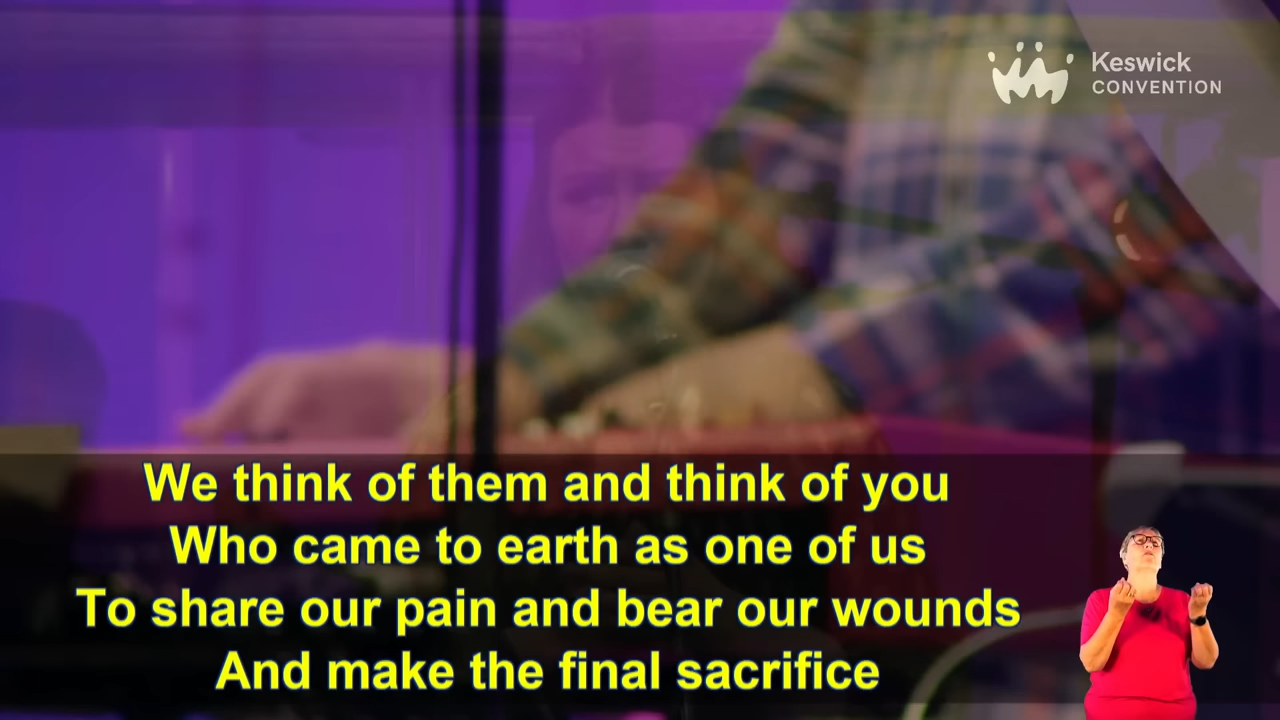 Keswick
CONVENTION
We think of them and think of you
Who came to earth as one of us
To share our pain and bear our wounds
And make the final sacrifice